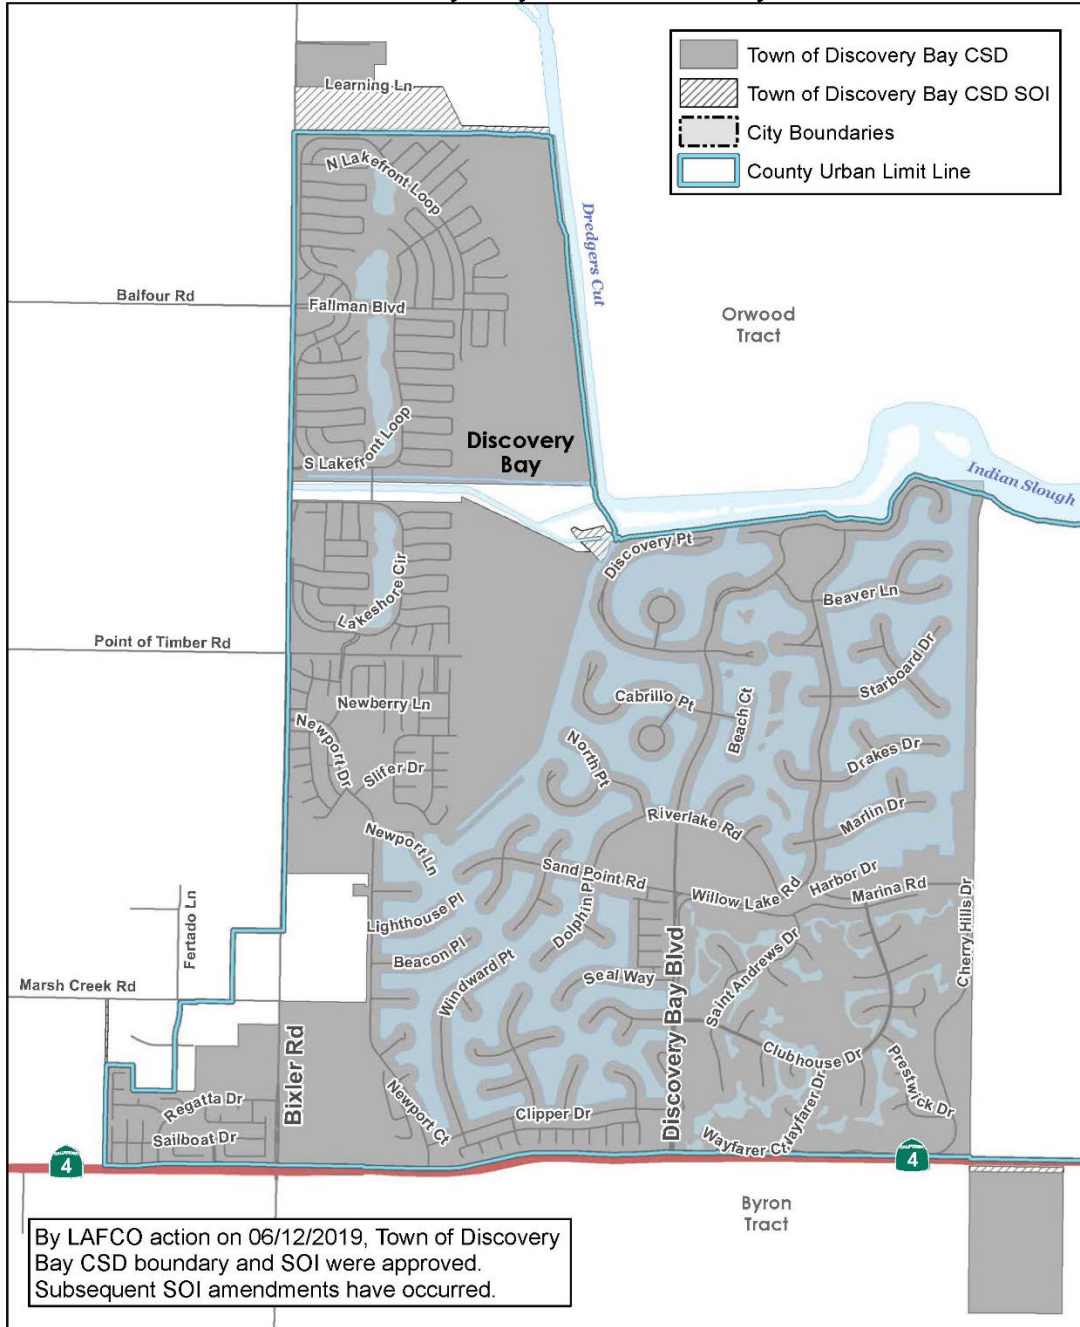 Town of Discovery Bay CSD
Town of Discovery Bay CSD SOI
City Boundaries
County Urban Limit Line
Learning Ln
N Lakefront Loop
Dredgers Cut
Balfour Rd
Fallman Blvd
Orwood
Tract
S Lakefront Loop
Discovery
Bay
Indian Slough
Discovery Pt
Lakeshore Cir
Beaver Ln
Point of Timber Rd
Starboard Dr
Cabrillo Pt
Beach Ct
Newberry Ln
Newport Dr
North Pt
Drakes Dr
Slifer Dr
Marlin Dr
Riverlake Rd
Newport Ln
Sand Point Rd
Harbor Dr
Willow Lake Rd
Marina Rd
Lighthouse Pl
Dolphin Pl
Fertado Ln
Beacon Pl
Windward Pt
Seal Way
Discovery Bay Blvd
Saint Andrews Dr
Cherry Hills Dr
Marsh Creek Rd
Bixler Rd
Clubhouse Dr
Prestwick Dr
Newport Ct
Regatta Dr
Clipper Dr
Sailboat Dr
Wayfarer Dr
Wayfarer Ct
4
4
Byron
Tract
By LAFCO action on 06/12/2019, Town of Discovery
Bay CSD boundary and SOI were approved.
Subsequent SOI amendments have occurred.